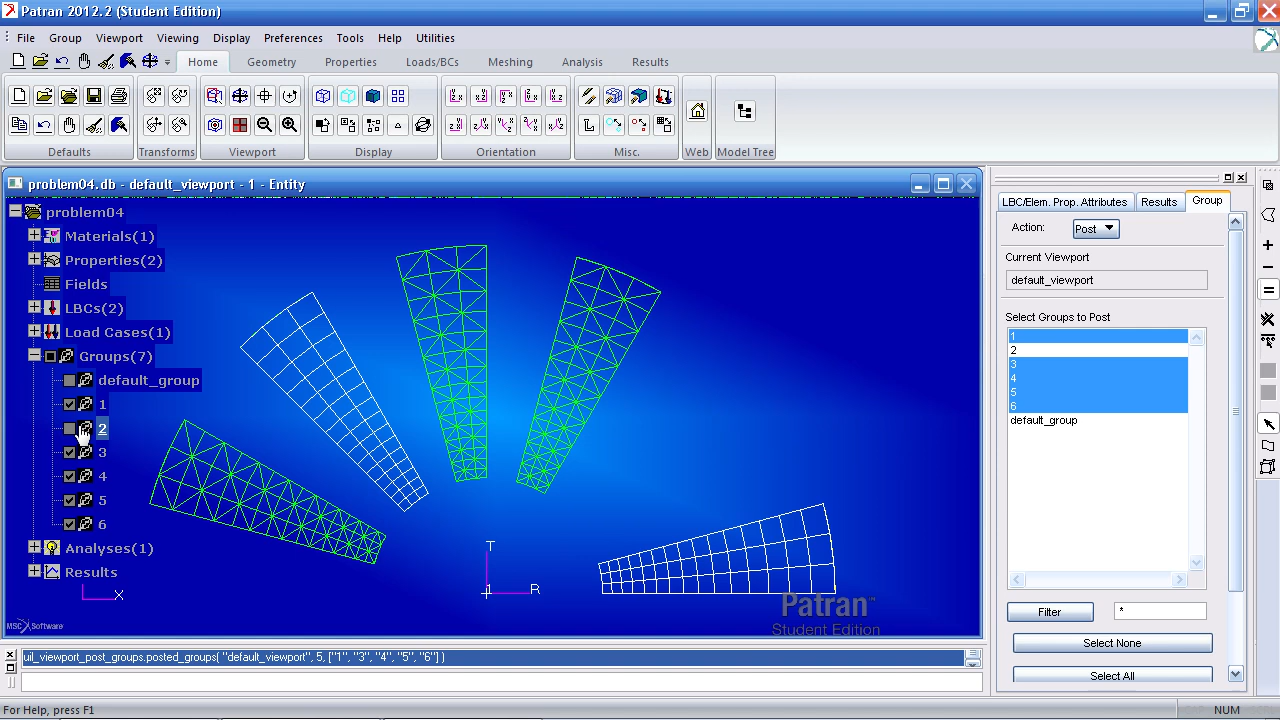 Patran 2012.2 (Student Edition)
File Group Viewport Viewing Display Preferences Tools Help Utilities
Home Geometry Properties Loads/BCs Meshing Analysis Results
Defaults Transforms Viewport Display Orientation Misc. Web Model Tree
problem04.db - default_viewport - 1 - Entity
problem04
Materials(1)
Properties(2)
Fields
LBCs(2)
Load Cases(1)
Groups(7)
default_group
1
2
3
4
5
6
Analyses(1)
Results
X
T
R
1
MSC Software
Patran™
Student Edition
LBC/Elem. Prop. Attributes Results Group
Action: Post
Current Viewport
default_viewport
Select Groups to Post
1
2
3
4
5
6
default_group
Filter *
Select None
Select All
uil_viewport_post_groups.posted_groups( "default_viewport", 5, ["1", "3", "4", "5", "6"] )
For Help, press F1
NUM